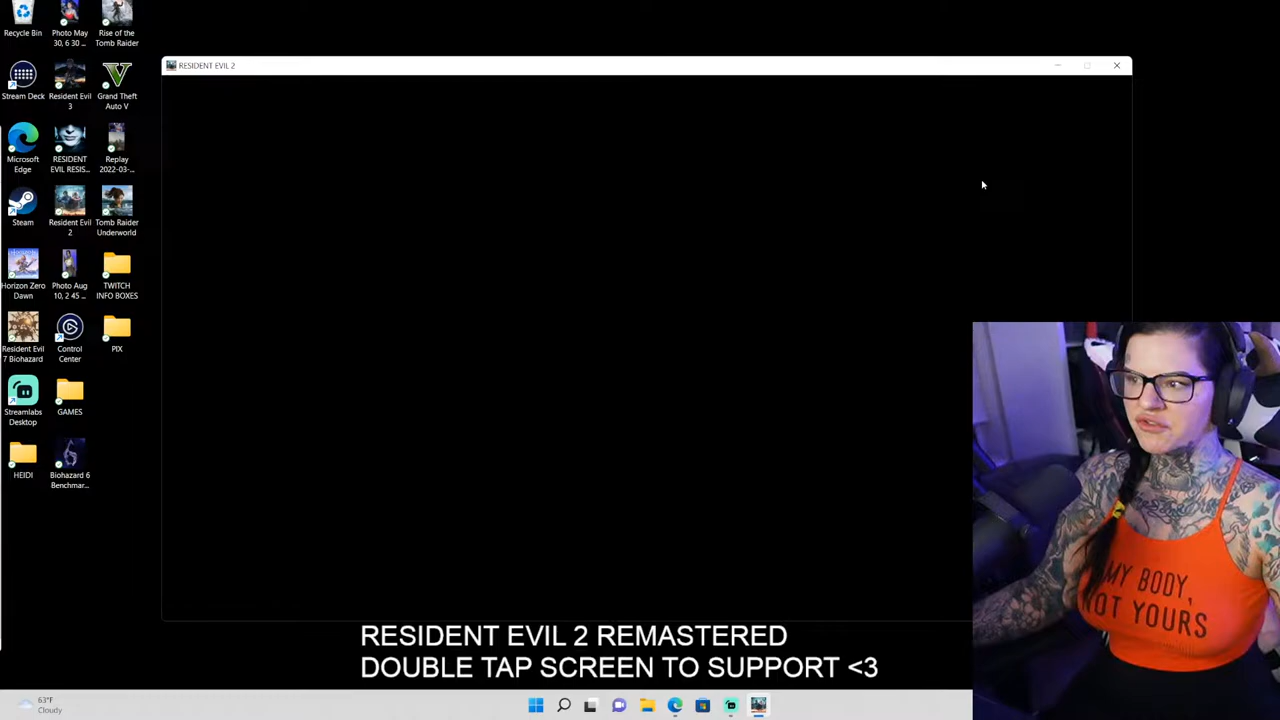 Recycle Bin
Photo May
30, 6 30 ...
Rise of the
Tomb Raider
Stream Deck
Resident Evil
3
Grand Theft
Auto V
Microsoft
Edge
RESIDENT
EVIL RESIS...
Replay
2022-03-...
Steam
Resident Evil
2
Tomb Raider
Underworld
Horizon Zero
Dawn
Photo Aug
10, 2 45 ...
TWITCH
INFO BOXES
Resident Evil
7 Biohazard
Control
Center
PIX
Streamlabs
Desktop
GAMES
HEIDI
Biohazard 6
Benchmar...
RESIDENT EVIL 2
MY BODY,
NOT YOURS
RESIDENT EVIL 2 REMASTERED
DOUBLE TAP SCREEN TO SUPPORT <3
63°F
Cloudy